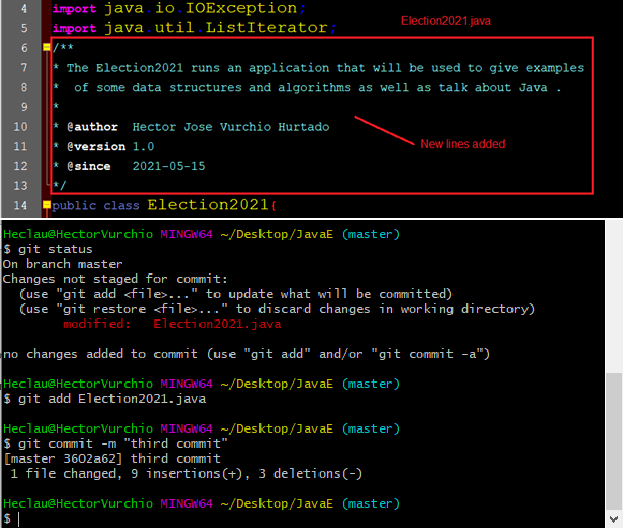 4 import java.io.IOException;
Election2021.java
5 import java.util.ListIterator;
6 /**
7 * The Election2021 runs an application that will be used to give examples
8 *  of some data structures and algorithms as well as talk about Java .
9 *
10 * @author  Hector Jose Vurchio Hurtado
11 * @version 1.0
New lines added
12 * @since   2021-05-15
13 */
14 public class Election2021{
Heclau@HectorVurchio MINGW64 ~/Desktop/JavaE (master)
$ git status
On branch master
Changes not staged for commit:
  (use "git add <file>..." to update what will be committed)
  (use "git restore <file>..." to discard changes in working directory)
        modified:   Election2021.java
no changes added to commit (use "git add" and/or "git commit -a")
Heclau@HectorVurchio MINGW64 ~/Desktop/JavaE (master)
$ git add Election2021.java
Heclau@HectorVurchio MINGW64 ~/Desktop/JavaE (master)
$ git commit -m "third commit"
[master 3602a62] third commit
 1 file changed, 9 insertions(+), 3 deletions(-)
Heclau@HectorVurchio MINGW64 ~/Desktop/JavaE (master)
$